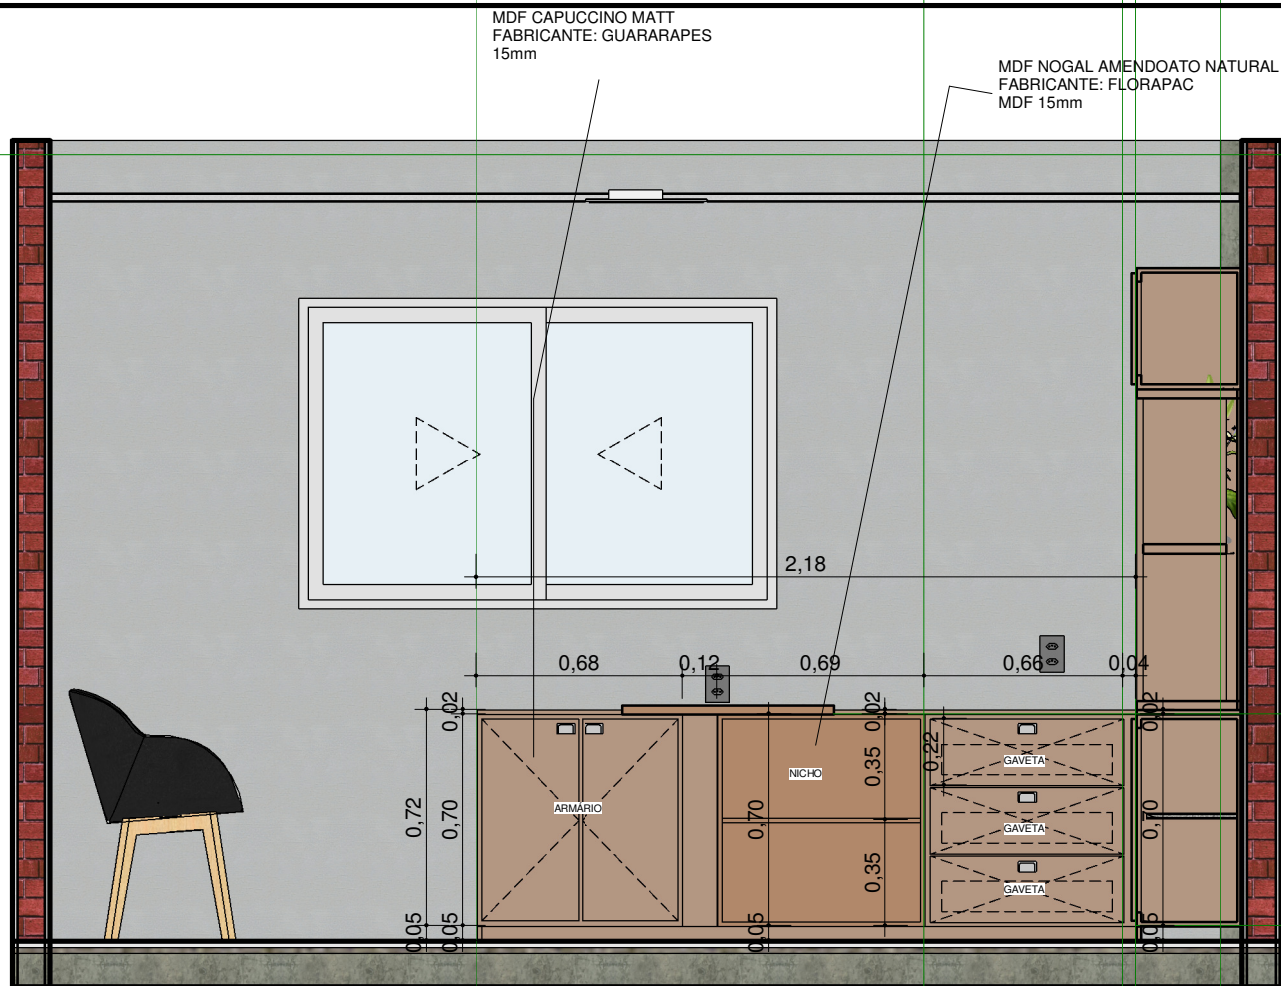 MDF CAPUCCINO MATT
FABRICANTE: GUARARAPES
15mm
MDF NOGAL AMENDOATO NATURAL
FABRICANTE: FLORAPAC
MDF 15mm
2,18
0,68
0,12
0,69
0,66
0,04
0,02
0,02
0,02
0,22
0,35
0,72
0,70
0,70
0,70
0,35
0,05
0,05
0,05
0,05
ARMÁRIO
NICHO
GAVETA
GAVETA
GAVETA